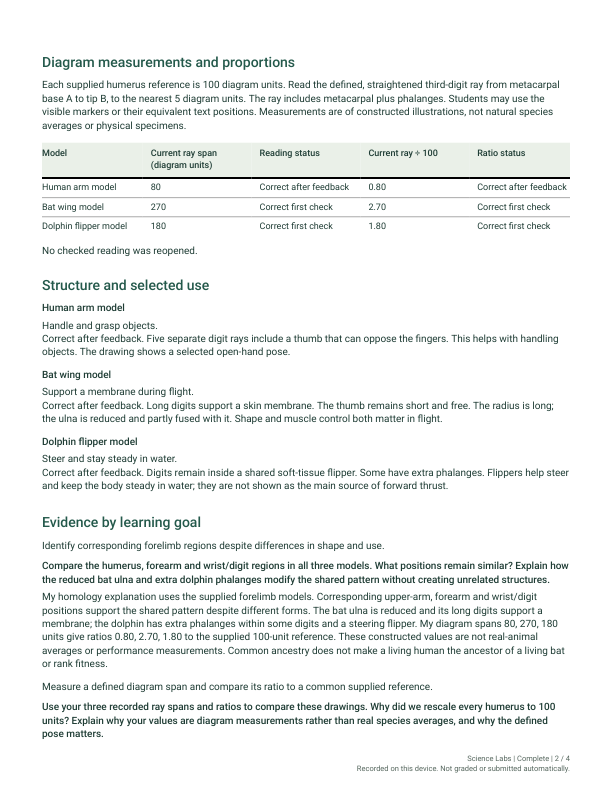 Diagram measurements and proportions
Each supplied humerus reference is 100 diagram units. Read the defined, straightened third-digit ray from metacarpal
base A to tip B, to the nearest 5 diagram units. The ray includes metacarpal plus phalanges. Students may use the
visible markers or their equivalent text positions. Measurements are of constructed illustrations, not natural species
averages or physical specimens.
Model Current ray span (diagram units) Reading status Current ray ÷ 100 Ratio status
Human arm model 80 Correct after feedback 0.80 Correct after feedback
Bat wing model 270 Correct first check 2.70 Correct first check
Dolphin flipper model 180 Correct first check 1.80 Correct first check
No checked reading was reopened.
Structure and selected use
Human arm model
Handle and grasp objects.
Correct after feedback. Five separate digit rays include a thumb that can oppose the fingers. This helps with handling
objects. The drawing shows a selected open-hand pose.
Bat wing model
Support a membrane during flight.
Correct after feedback. Long digits support a skin membrane. The thumb remains short and free. The radius is long;
the ulna is reduced and partly fused with it. Shape and muscle control both matter in flight.
Dolphin flipper model
Steer and stay steady in water.
Correct after feedback. Digits remain inside a shared soft-tissue flipper. Some have extra phalanges. Flippers help steer
and keep the body steady in water; they are not shown as the main source of forward thrust.
Evidence by learning goal
Identify corresponding forelimb regions despite differences in shape and use.
Compare the humerus, forearm and wrist/digit regions in all three models. What positions remain similar? Explain how
the reduced bat ulna and extra dolphin phalanges modify the shared pattern without creating unrelated structures.
My homology explanation uses the supplied forelimb models. Corresponding upper-arm, forearm and wrist/digit
positions support the shared pattern despite different forms. The bat ulna is reduced and its long digits support a
membrane; the dolphin has extra phalanges within some digits and a steering flipper. My diagram spans 80, 270, 180
units give ratios 0.80, 2.70, 1.80 to the supplied 100-unit reference. These constructed values are not real-animal
averages or performance measurements. Common ancestry does not make a living human the ancestor of a living bat
or rank fitness.
Measure a defined diagram span and compare its ratio to a common supplied reference.
Use your three recorded ray spans and ratios to compare these drawings. Why did we rescale every humerus to 100
units? Explain why your values are diagram measurements rather than real species averages, and why the defined
pose matters.
Science Labs | Complete | 2 / 4
Recorded on this device. Not graded or submitted automatically.